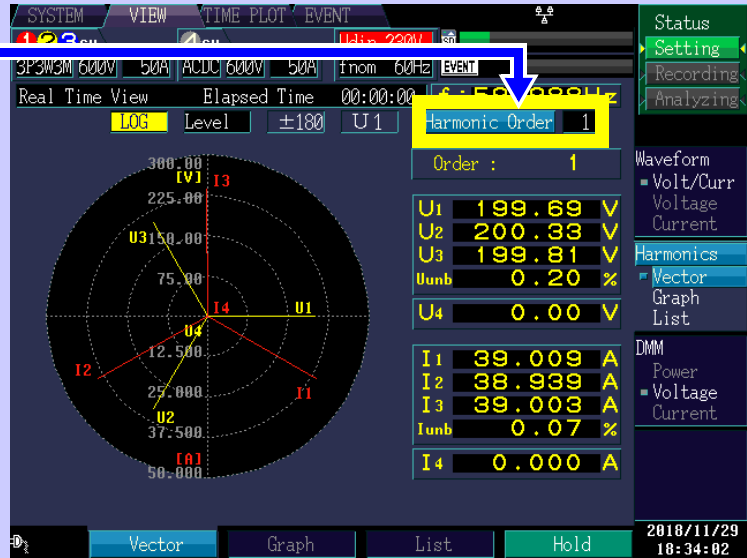 SYSTEM VIEW TIME PLOT EVENT Status
123CH 4CH Udin 230V SD Setting
3P3W3M 600V 50A ACDC 600V 50A fnom 60Hz EVENT Recording
Real Time View Elapsed Time 00:00:00 Analyzing
LOG Level ±180 U1 Harmonic Order 1
Order : 1
300.00
[V]
I3
225.00
U3
150.00
75.00
I4
U1
U4
12.500
I2
25.000
I1
U2
37.500
[A]
50.000
U1 199.69 V
U2 200.33 V
U3 199.81 V
Uunb 0.20 %
U4 0.00 V
I1 39.009 A
I2 38.939 A
I3 39.003 A
Iunb 0.07 %
I4 0.000 A
Waveform
Volt/Curr
Voltage
Current
Harmonics
Vector
Graph
List
DMM
Power
Voltage
Current
Vector Graph List Hold
2018/11/29
18:34:02